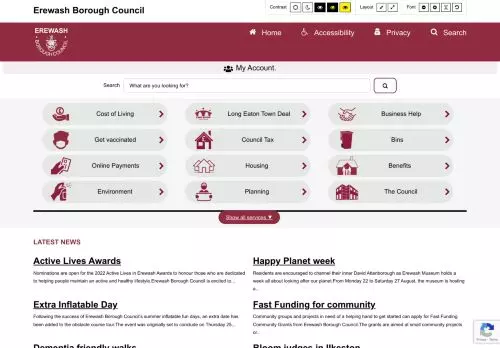 Erewash Borough Council
Contrast Layout Font
EREWASH
BOROUGH COUNCIL
Home Accessibility Privacy Search
My Account.
Search What are you looking for?
Cost of Living Long Eaton Town Deal Business Help
Get vaccinated Council Tax Bins
Online Payments Housing Benefits
Environment Planning The Council
Show all services ▼
LATEST NEWS
Active Lives Awards
Nominations are open for the 2022 Active Lives in Erewash Awards to honour those who are dedicated
to helping people maintain an active and healthy lifestyle.Erewash Borough Council is excited to...
Happy Planet week
Residents are encouraged to channel their inner David Attenborough as Erewash Museum holds a
week all about looking after our planet.From Monday 22 to Saturday 27 August, the museum is hosting
a...
Extra Inflatable Day
Following the success of Erewash Borough Council's summer inflatable fun days, an extra date has
been added to the obstacle course tour.The event was originally set to conclude on Thursday 25...
Fast Funding for community
Community groups and projects in need of a helping hand to get started can apply for Fast Funding
Community Grants from Erewash Borough Council.The grants are aimed at small community projects
or...
Dementia friendly walks
Bloom judges in Ilkeston
Privacy - Terms